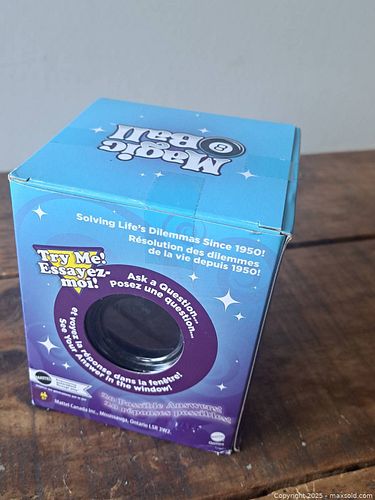 Magic
8 Ball
Solving Life's Dilemmas Since 1950!
Résolution des dilemmes
de la vie depuis 1950!
Try Me!
Essayez-
moi!
Ask a Question...
Posez une question...
et voyez la réponse dans la fenêtre!
See Your Answer in the window!
20 Possible Answers!
20 réponses possibles!
MATTEL
Mattel Canada Inc., Mississauga, Ontario L5R 3W2.
Copyright 2025 - maxsold.com